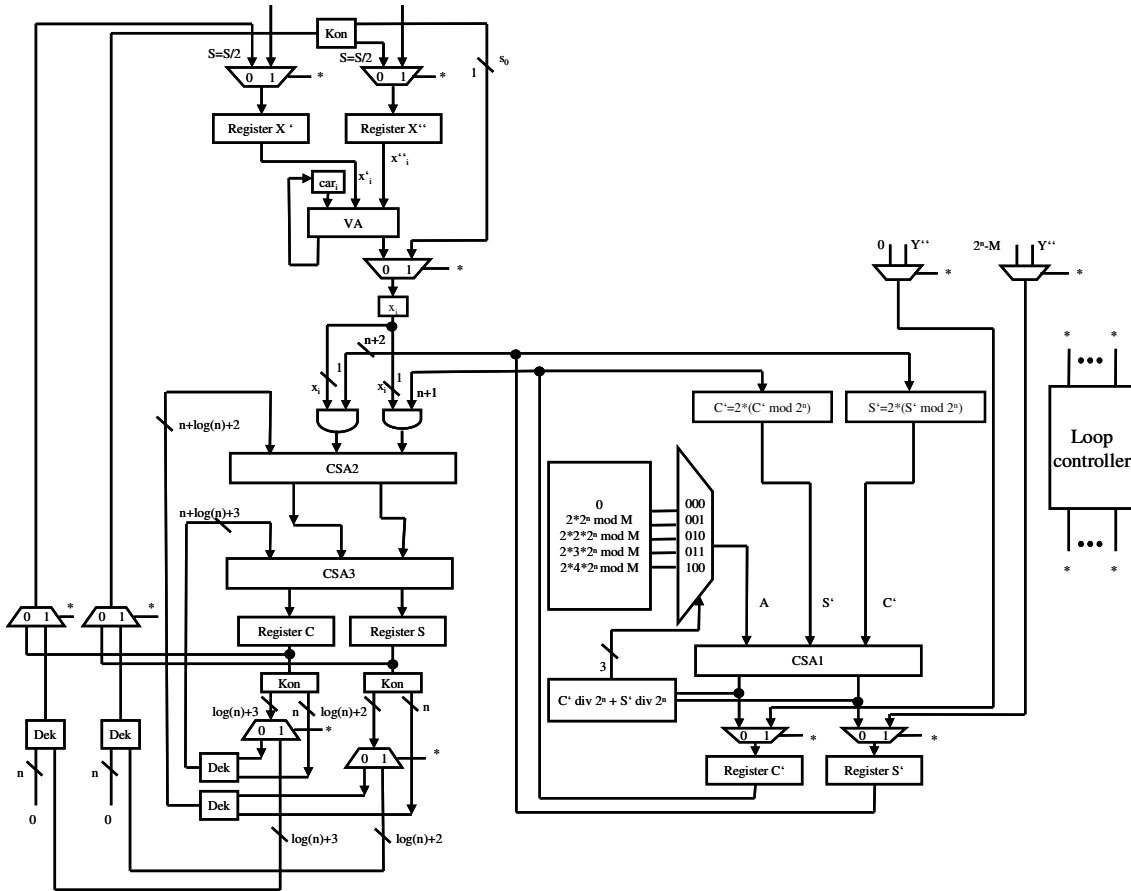 Kon
S=S/2
S=S/2
s₀
1
0 1
*
0 1
*
Register X ‘
Register X‘‘
x‘‘ᵢ
x‘ᵢ
carᵢ
VA
0 1
*
xᵢ
0
Y‘‘
*
2ⁿ-M
Y‘‘
*
n+2
1
xᵢ
1
xᵢ
n+1
* *
•••
Loop
controller
•••
* *
C‘=2*(C‘ mod 2ⁿ)
S‘=2*(S‘ mod 2ⁿ)
n+log(n)+2
CSA2
n+log(n)+3
CSA3
0
2*2ⁿ mod M
2*2*2ⁿ mod M
2*3*2ⁿ mod M
2*4*2ⁿ mod M
000
001
010
011
100
A
S‘
C‘
0 1
*
0 1
*
Register C
Register S
3
CSA1
Kon
Kon
C‘ div 2ⁿ + S‘ div 2ⁿ
log(n)+3
n
log(n)+2
n
0 1
*
0 1
*
0 1
*
0 1
*
Dek
Dek
Dek
Dek
n
n
0
0
Register C‘
Register S‘
log(n)+3
log(n)+2